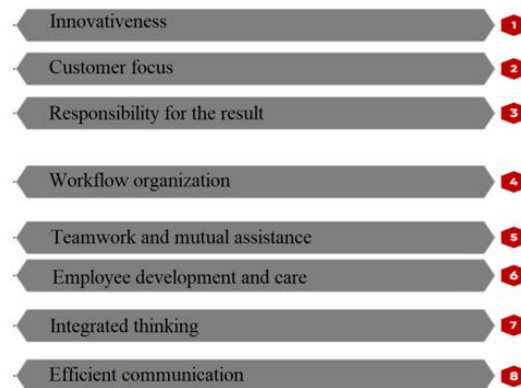 Innovativeness 1
Customer focus 2
Responsibility for the result 3
Workflow organization 4
Teamwork and mutual assistance 5
Employee development and care 6
Integrated thinking 7
Efficient communication 8